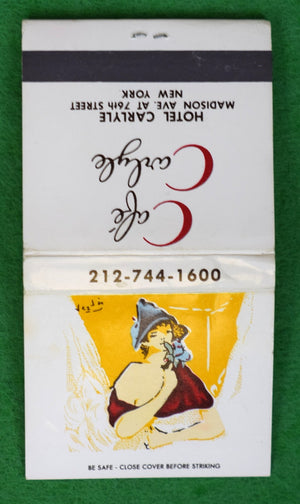 Café
Carlyle
HOTEL CARLYLE
MADISON AVE. AT 76th STREET
NEW YORK
212-744-1600
BE SAFE - CLOSE COVER BEFORE STRIKING